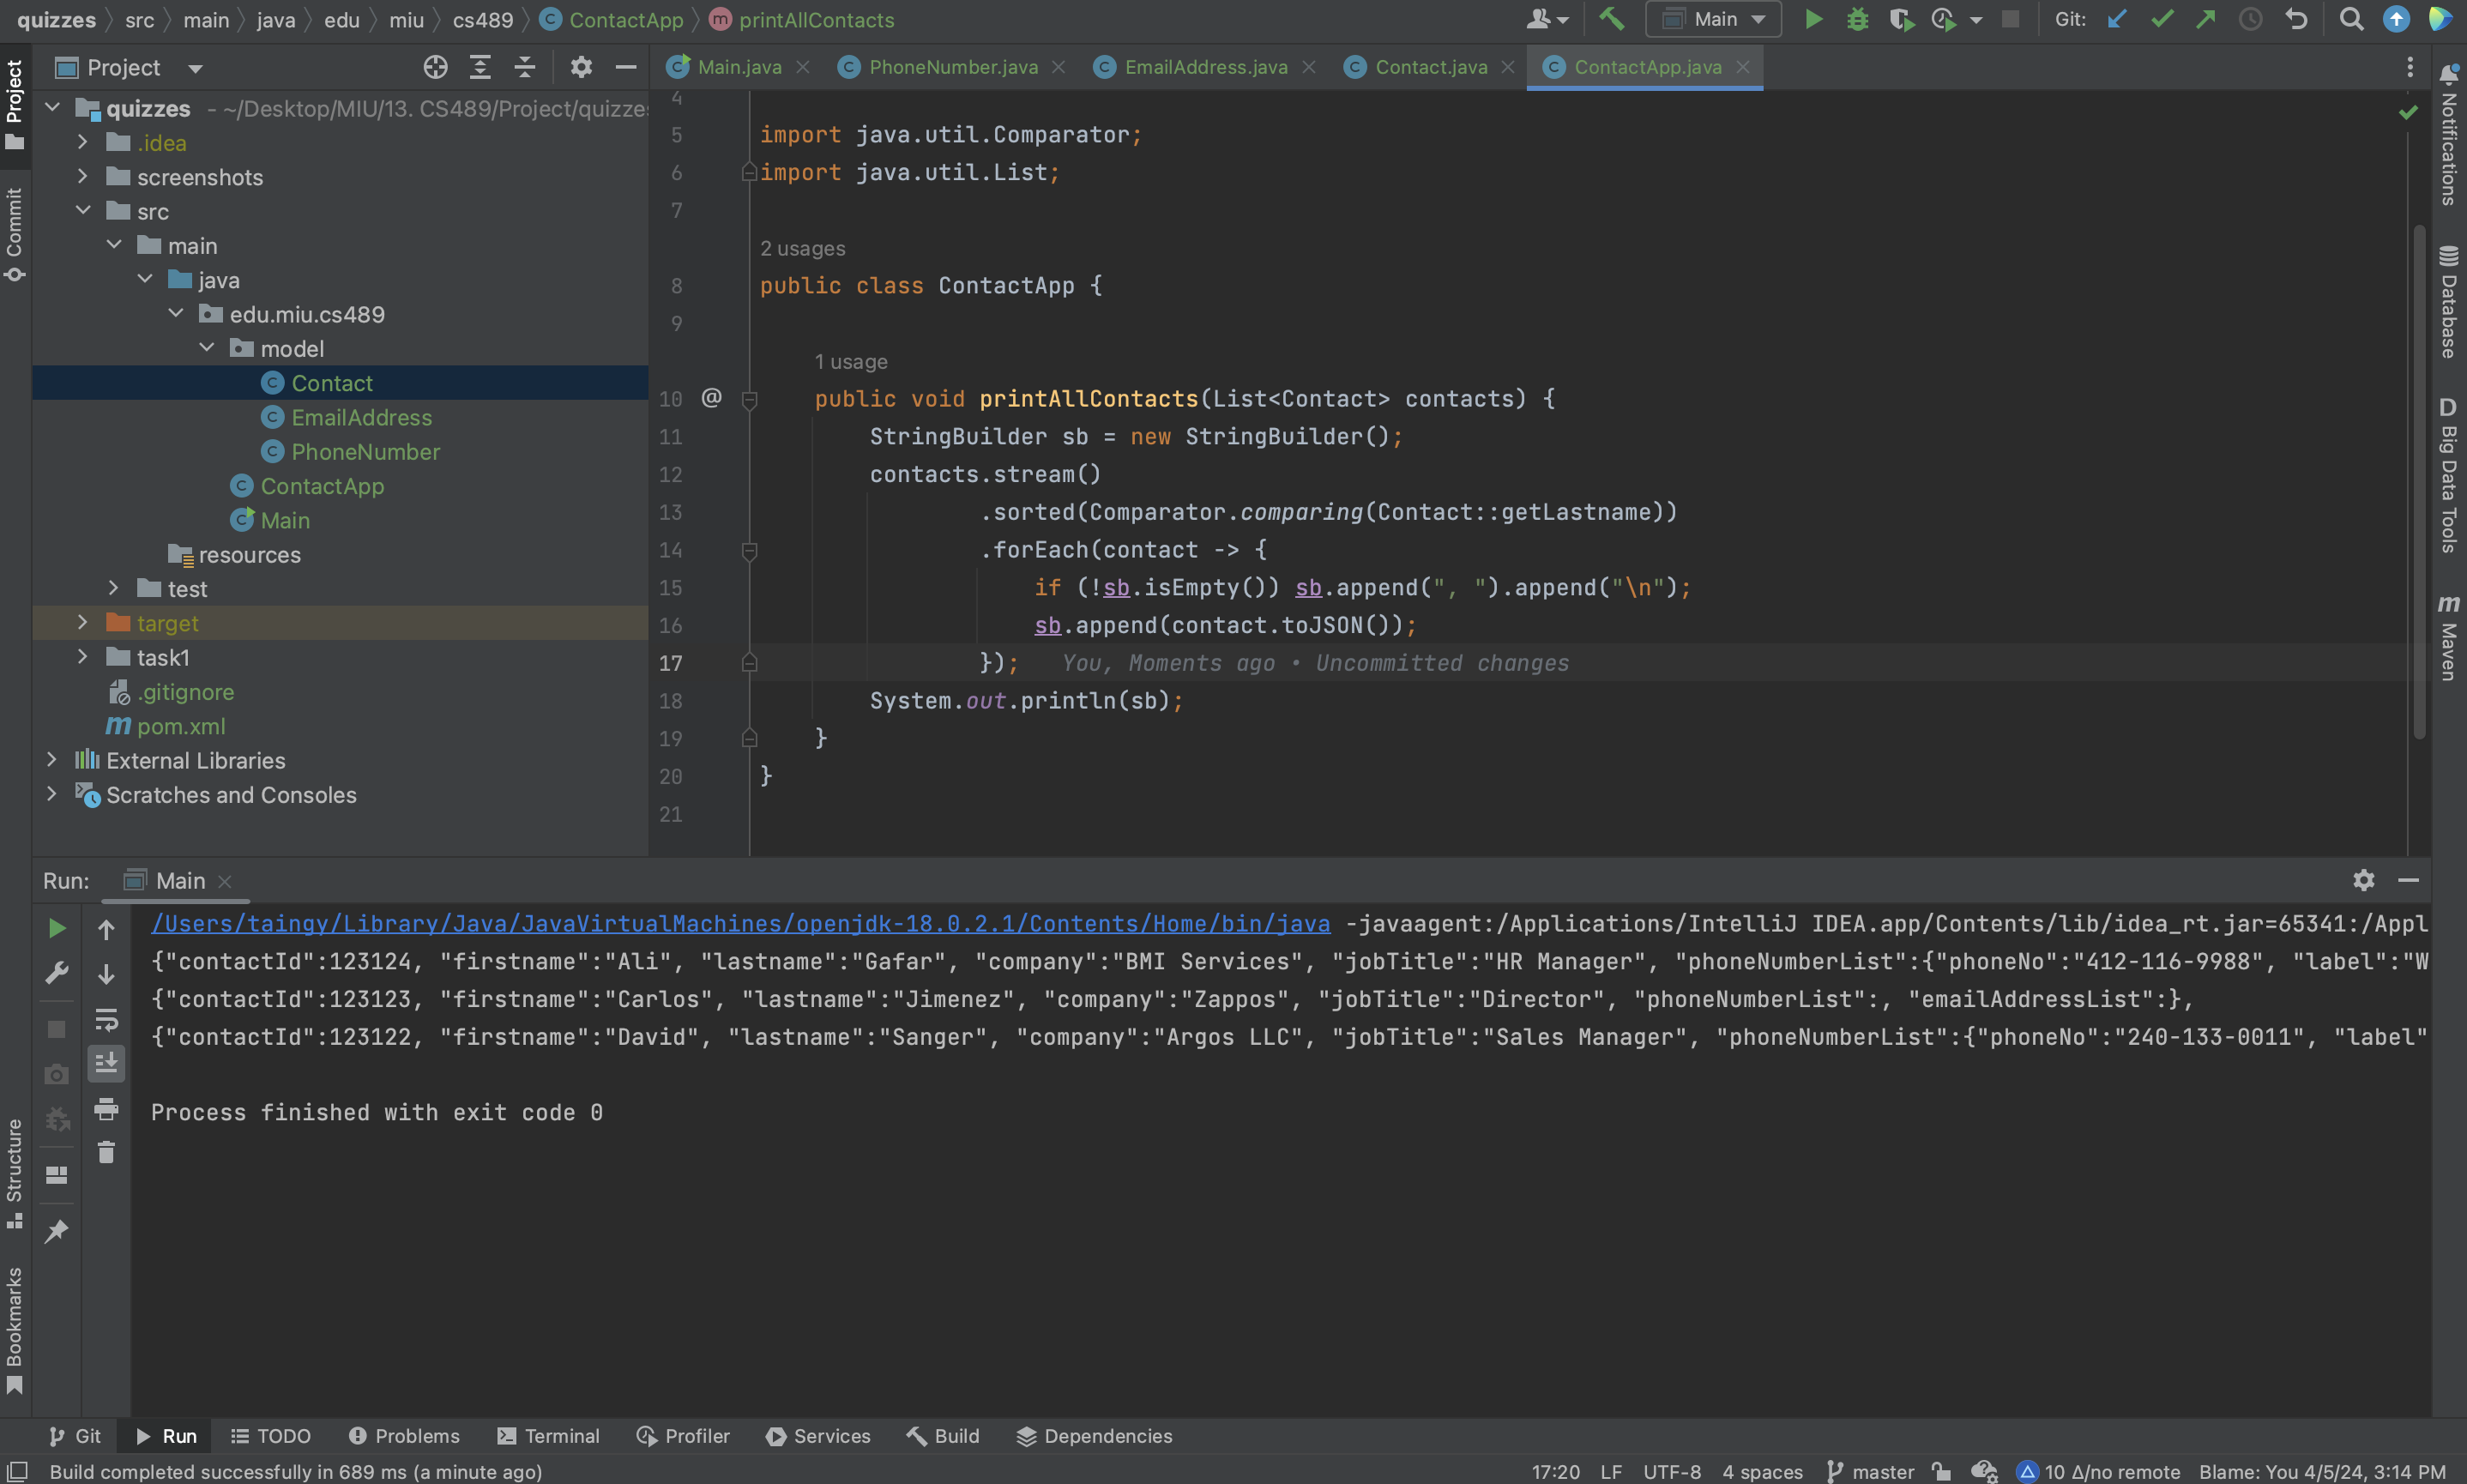 quizzes src main java edu miu cs489 ContactApp printAllContacts
Main
Git:
Project
Main.java
PhoneNumber.java
EmailAddress.java
Contact.java
ContactApp.java
Project
Commit
Structure
Bookmarks
quizzes - ~/Desktop/MIU/13. CS489/Project/quizzes
.idea
screenshots
src
main
java
edu.miu.cs489
model
Contact
EmailAddress
PhoneNumber
ContactApp
Main
resources
test
target
task1
.gitignore
pom.xml
External Libraries
Scratches and Consoles
4
5 import java.util.Comparator;
6 import java.util.List;
7
2 usages
8 public class ContactApp {
9
1 usage
10 @ public void printAllContacts(List<Contact> contacts) {
11 StringBuilder sb = new StringBuilder();
12 contacts.stream()
13 .sorted(Comparator.comparing(Contact::getLastname))
14 .forEach(contact -> {
15 if (!sb.isEmpty()) sb.append(", ").append("\n");
16 sb.append(contact.toJSON());
17 }); You, Moments ago • Uncommitted changes
18 System.out.println(sb);
19 }
20 }
21
Notifications
Database
D Big Data Tools
m Maven
Run: Main
/Users/taingy/Library/Java/JavaVirtualMachines/openjdk-18.0.2.1/Contents/Home/bin/java -javaagent:/Applications/IntelliJ IDEA.app/Contents/lib/idea_rt.jar=65341:/Appl
{"contactId":123124, "firstname":"Ali", "lastname":"Gafar", "company":"BMI Services", "jobTitle":"HR Manager", "phoneNumberList":{"phoneNo":"412-116-9988", "label":"W
{"contactId":123123, "firstname":"Carlos", "lastname":"Jimenez", "company":"Zappos", "jobTitle":"Director", "phoneNumberList":, "emailAddressList":},
{"contactId":123122, "firstname":"David", "lastname":"Sanger", "company":"Argos LLC", "jobTitle":"Sales Manager", "phoneNumberList":{"phoneNo":"240-133-0011", "label"
Process finished with exit code 0
Git Run TODO Problems Terminal Profiler Services Build Dependencies
Build completed successfully in 689 ms (a minute ago)
17:20 LF UTF-8 4 spaces master 10 Δ/no remote Blame: You 4/5/24, 3:14 PM